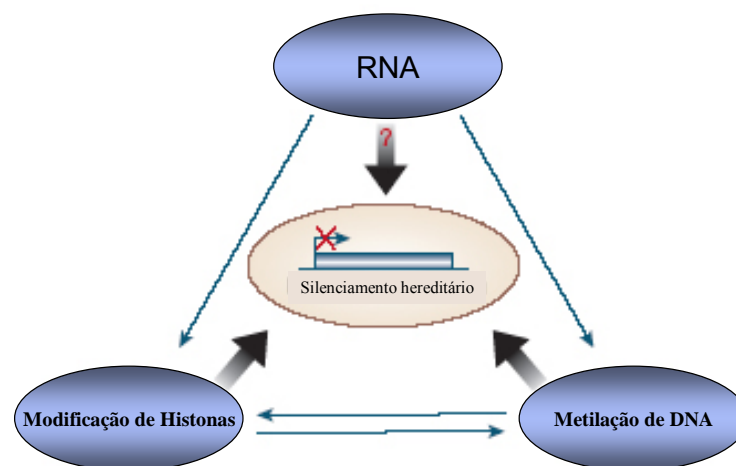 RNA
?
Silenciamento hereditário
Modificação de Histonas
Metilação de DNA